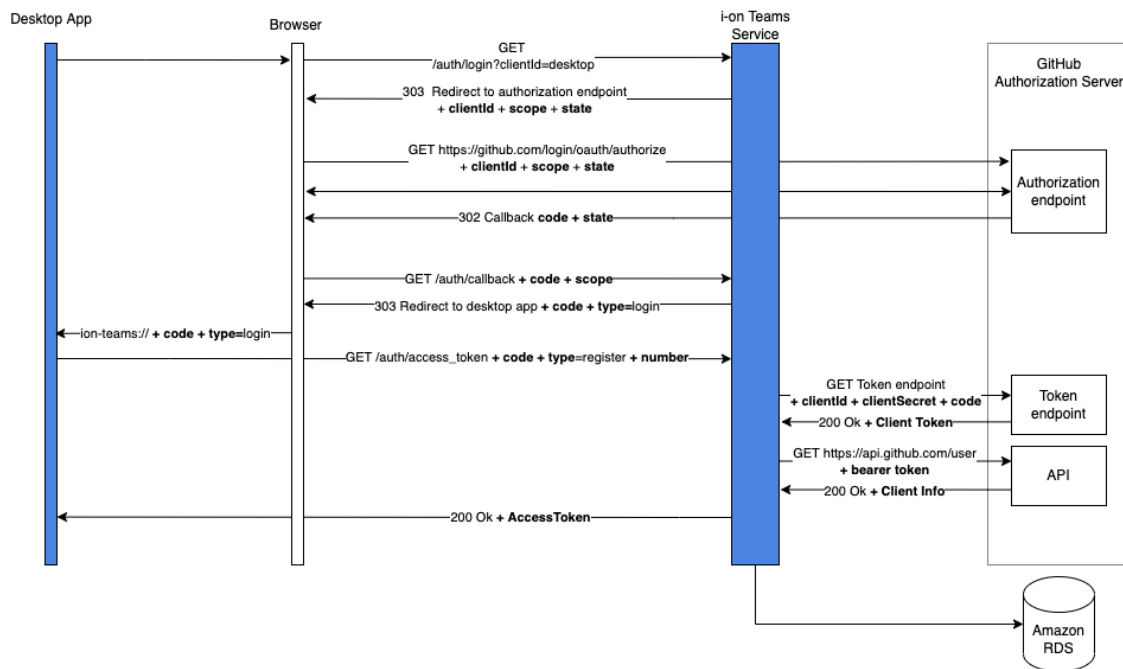 Desktop App
Browser
i-on Teams
Service
GET
/auth/login?clientId=desktop
GitHub
Authorization Server
303 Redirect to authorization endpoint
+ clientId + scope + state
GET https://github.com/login/oauth/authorize
+ clientId + scope + state
Authorization
endpoint
302 Callback code + state
GET /auth/callback + code + scope
303 Redirect to desktop app + code + type=login
ion-teams:// + code + type=login
GET /auth/access_token + code + type=register + number
GET Token endpoint
+ clientId + clientSecret + code
Token
endpoint
200 Ok + Client Token
GET https://api.github.com/user
+ bearer token
API
200 Ok + Client Info
200 Ok + AccessToken
Amazon
RDS